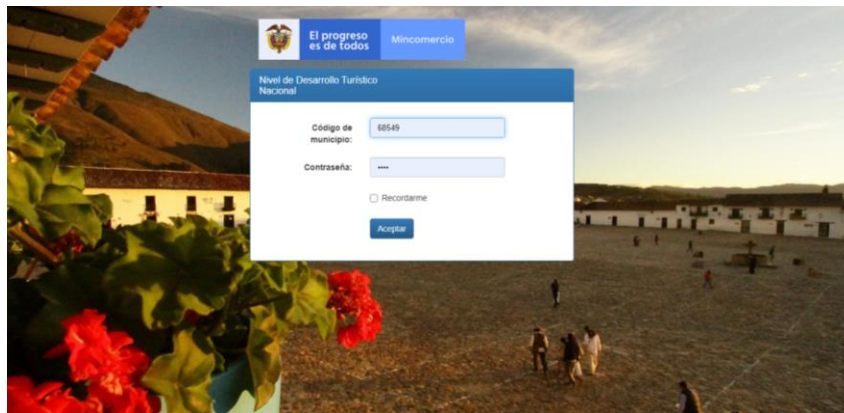 El progreso
es de todos
Mincomercio
Nivel de Desarrollo Turístico
Nacional
Código de
municipio:
68549
Contraseña:
••••
Recordarme
Aceptar